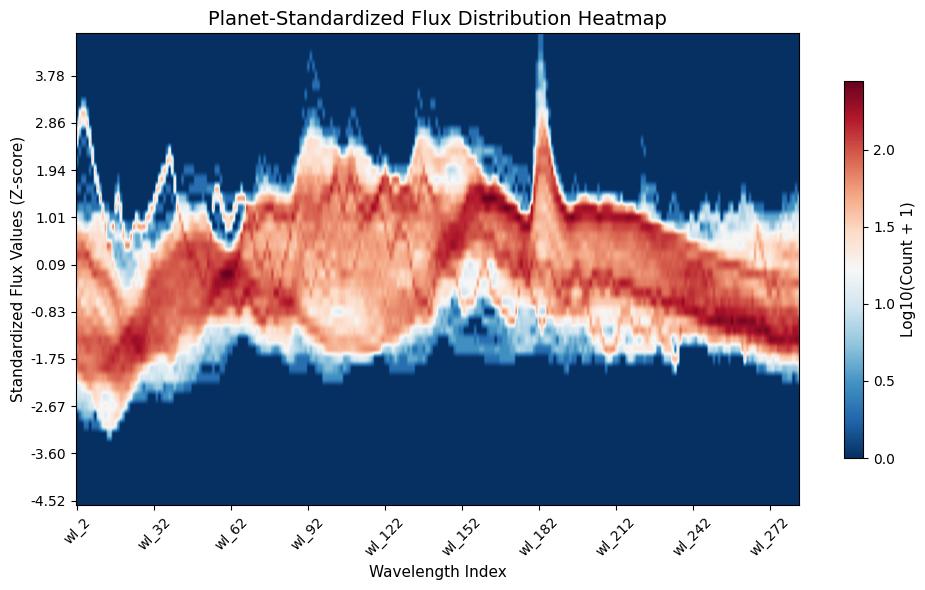 Planet-Standardized Flux Distribution Heatmap
Standardized Flux Values (Z-score)
3.78
2.86
1.94
1.01
0.09
-0.83
-1.75
-2.67
-3.60
-4.52
wl_2
wl_32
wl_62
wl_92
wl_122
wl_152
wl_182
wl_212
wl_242
wl_272
Wavelength Index
2.0
1.5
1.0
0.5
0.0
Log10(Count + 1)